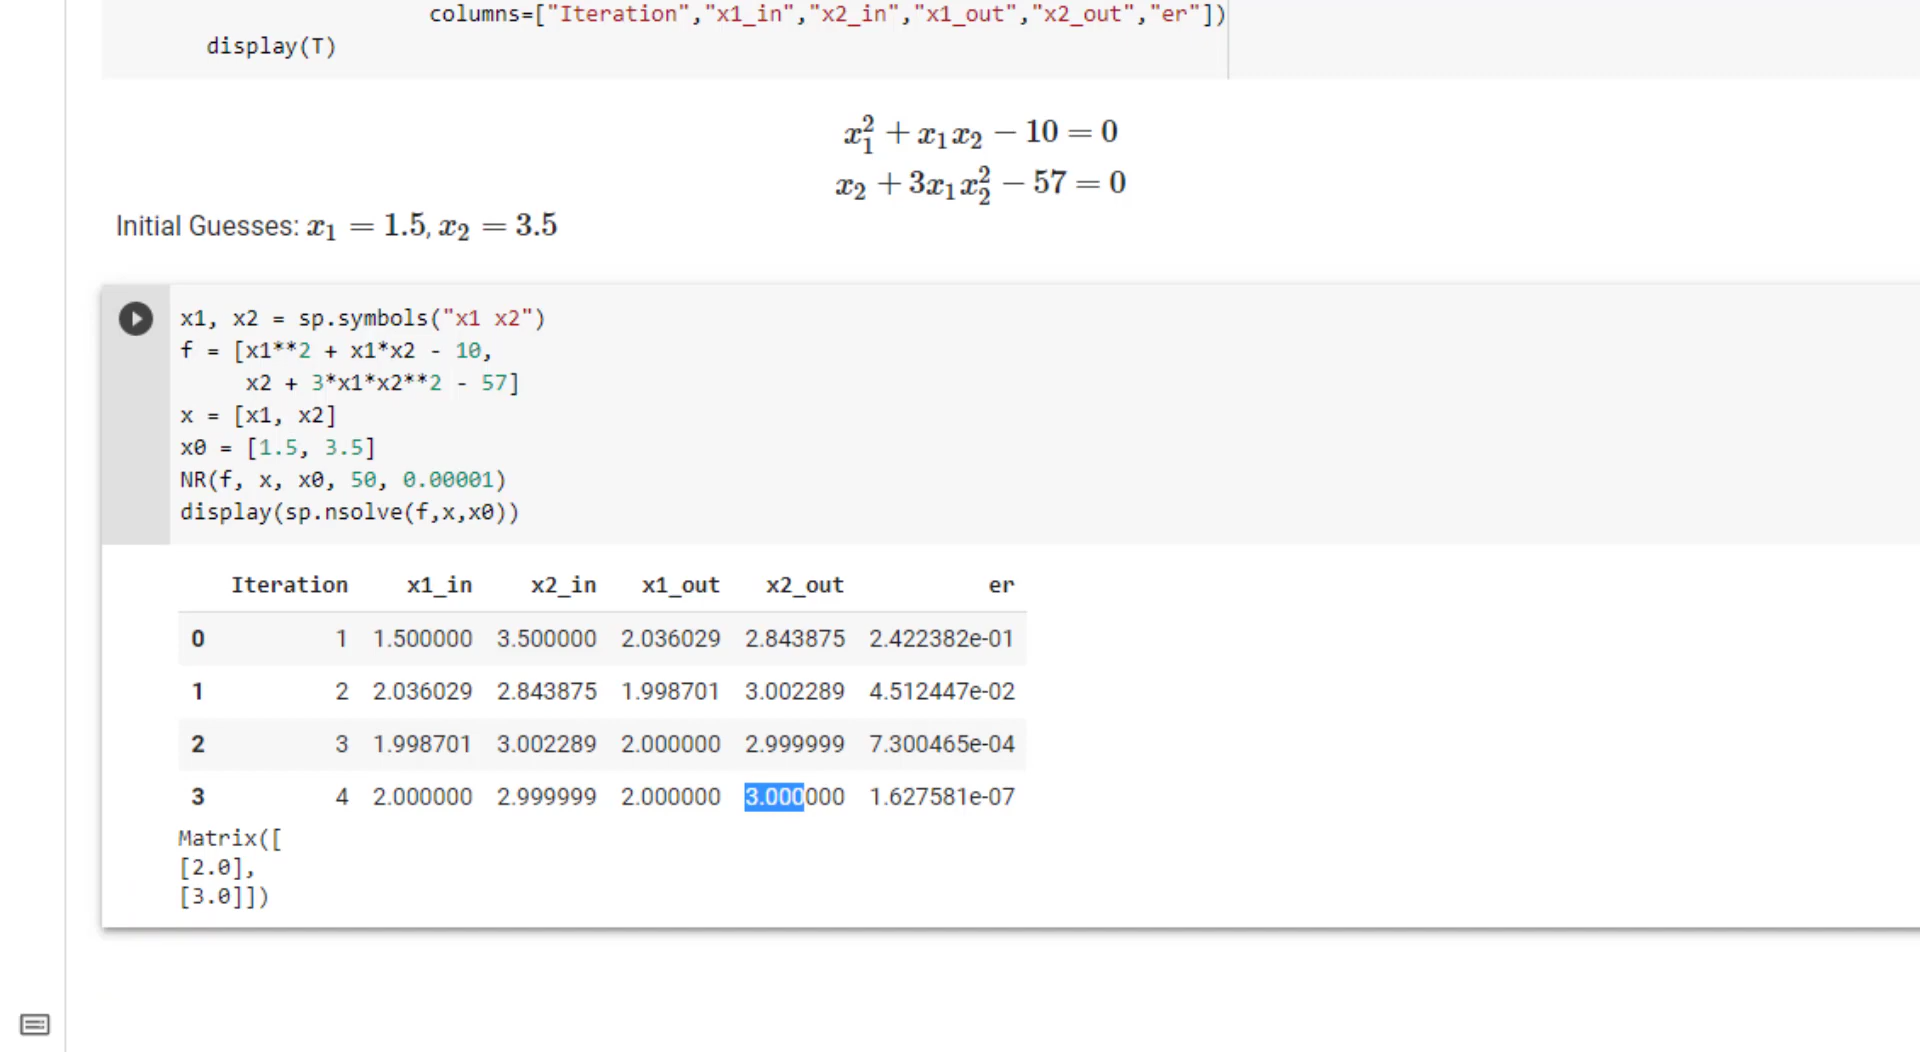 columns=["Iteration","x1_in","x2_in","x1_out","x2_out","er"])
display(T)
x₁² + x₁x₂ − 10 = 0
x₂ + 3x₁x₂² − 57 = 0
Initial Guesses: x₁ = 1.5, x₂ = 3.5
x1, x2 = sp.symbols("x1 x2")
f = [x1**2 + x1*x2 - 10,
x2 + 3*x1*x2**2 - 57]
x = [x1, x2]
x0 = [1.5, 3.5]
NR(f, x, x0, 50, 0.00001)
display(sp.nsolve(f,x,x0))
Iteration x1_in x2_in x1_out x2_out er
0 1 1.500000 3.500000 2.036029 2.843875 2.422382e-01
1 2 2.036029 2.843875 1.998701 3.002289 4.512447e-02
2 3 1.998701 3.002289 2.000000 2.999999 7.300465e-04
3 4 2.000000 2.999999 2.000000 3.000000 1.627581e-07
Matrix([
[2.0],
[3.0]])